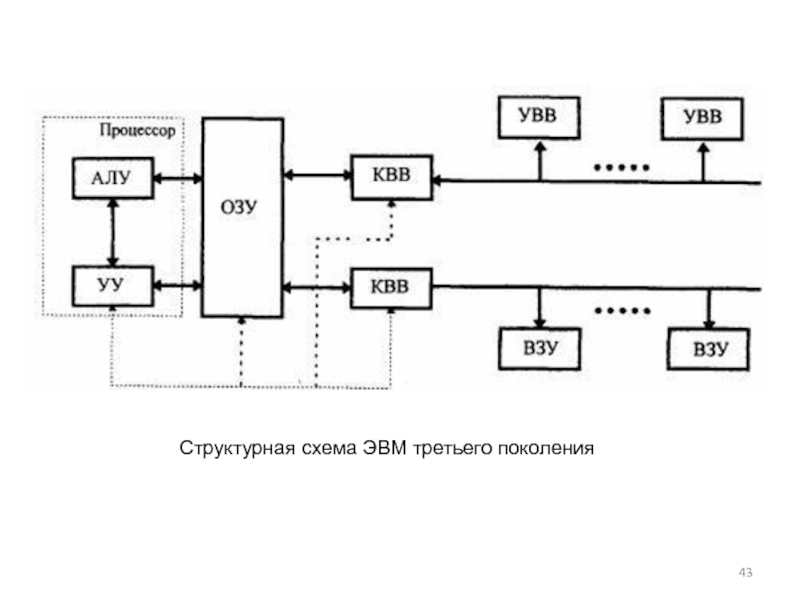 УВВ
УВВ
Процессор
АЛУ
ОЗУ
КВВ
УУ
КВВ
ВЗУ
ВЗУ
Структурная схема ЭВМ третьего поколения
43